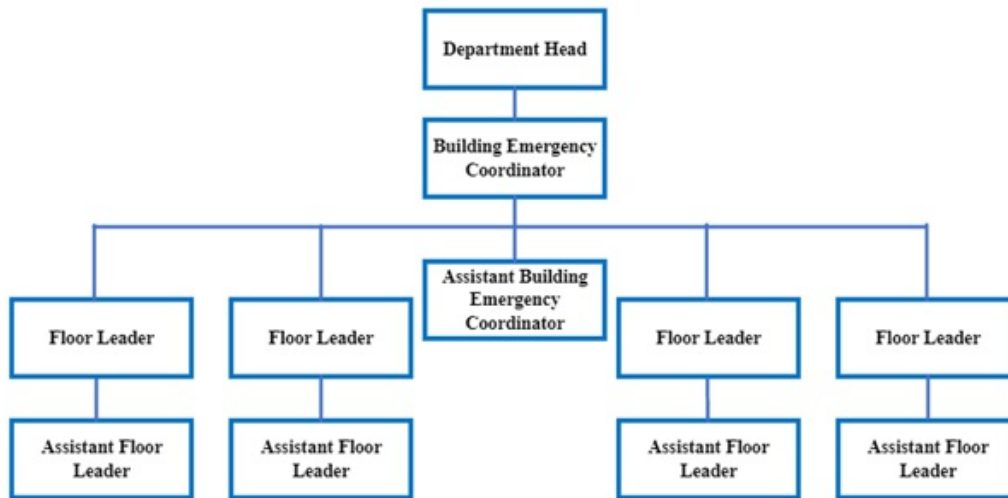 Department Head
Building Emergency
Coordinator
Assistant Building
Emergency
Coordinator
Floor Leader
Floor Leader
Floor Leader
Floor Leader
Assistant Floor
Leader
Assistant Floor
Leader
Assistant Floor
Leader
Assistant Floor
Leader